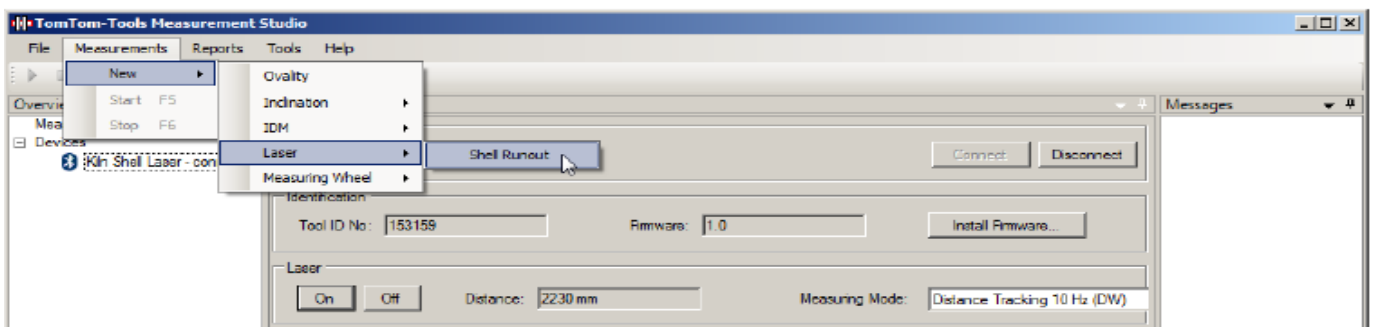 TomTom-Tools Measurement Studio
File Measurements Reports Tools Help
New Ovality
Start F5 Inclination
Stop F6 IDM
Laser Shell Runout
Measuring Wheel
Overvie Messages
Mea
Devices
Kiln Shell Laser - con
Connect Disconnect
Identification
Tool ID No: 153159 Firmware: 1.0 Install Firmware...
Laser
On Off Distance: 2230 mm Measuring Mode: Distance Tracking 10 Hz (DW)